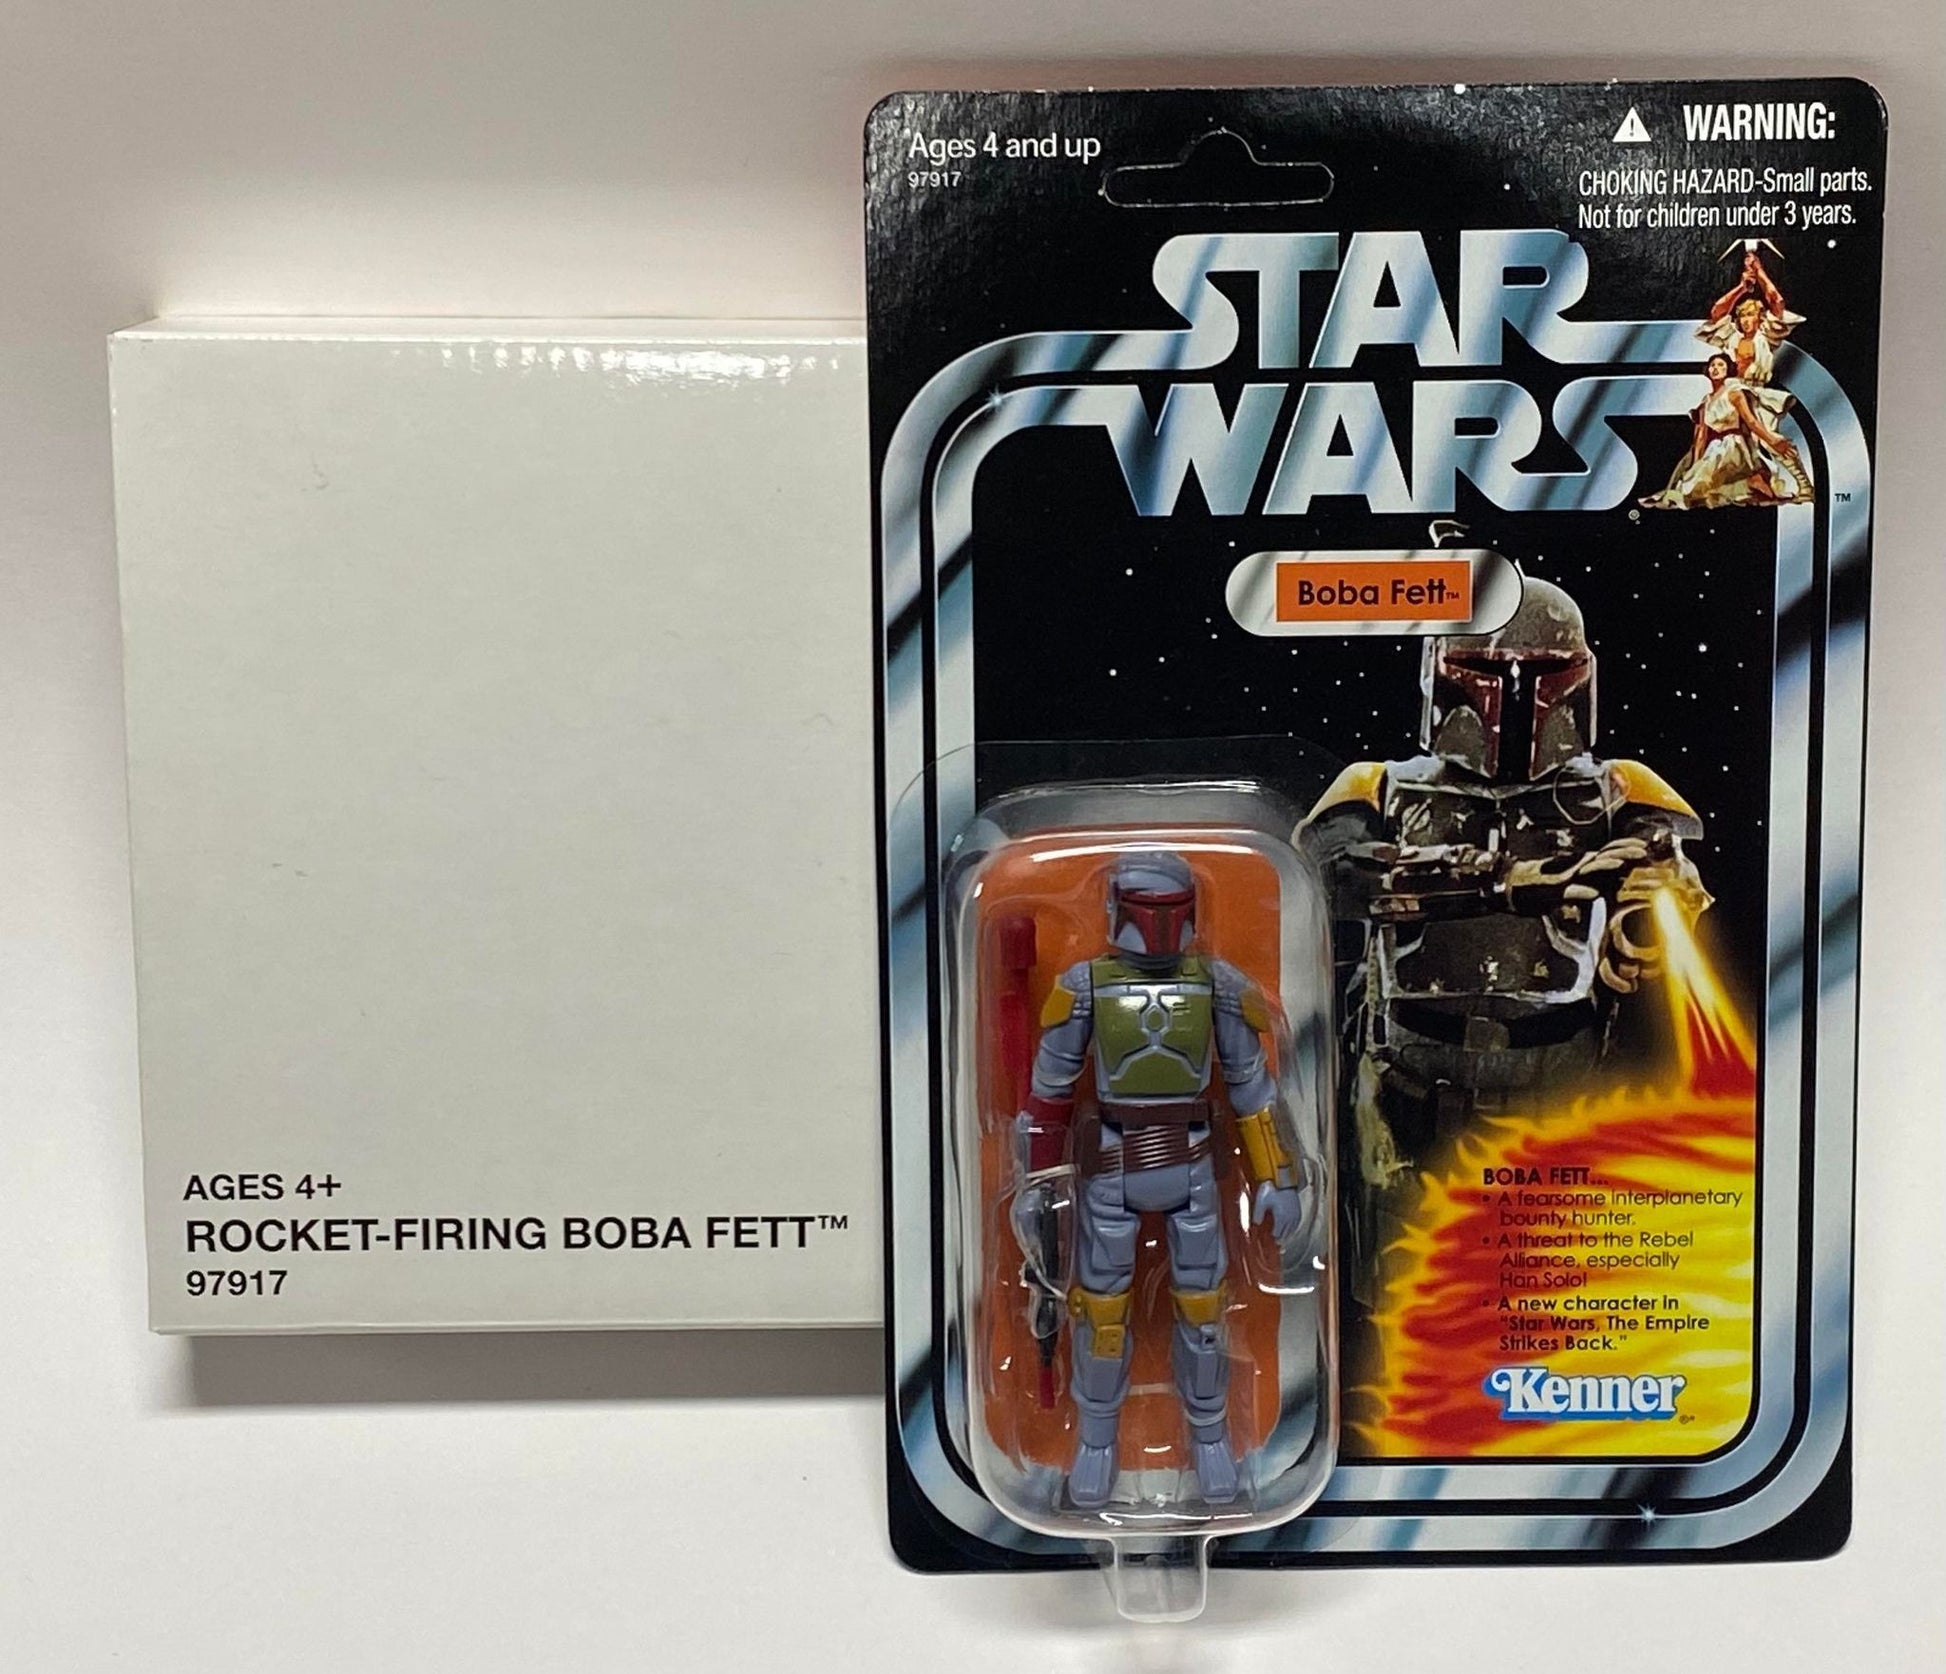 AGES 4+
ROCKET-FIRING BOBA FETT™
97917
Ages 4 and up
97917
WARNING:
CHOKING HAZARD-Small parts.
Not for children under 3 years.
STAR
WARS®
™
Boba Fett™
BOBA FETT...
• A fearsome interplanetary
bounty hunter.
• A threat to the Rebel
Alliance, especially
Han Solo!
• A new character in
"Star Wars, The Empire
Strikes Back."
Kenner®